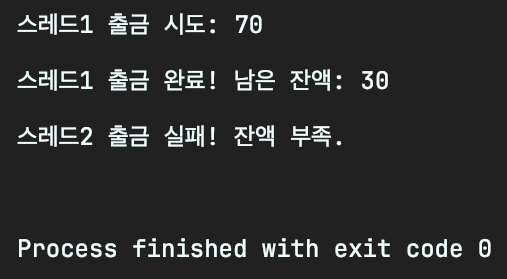 스레드1 출금 시도: 70
스레드1 출금 완료! 남은 잔액: 30
스레드2 출금 실패! 잔액 부족.
Process finished with exit code 0